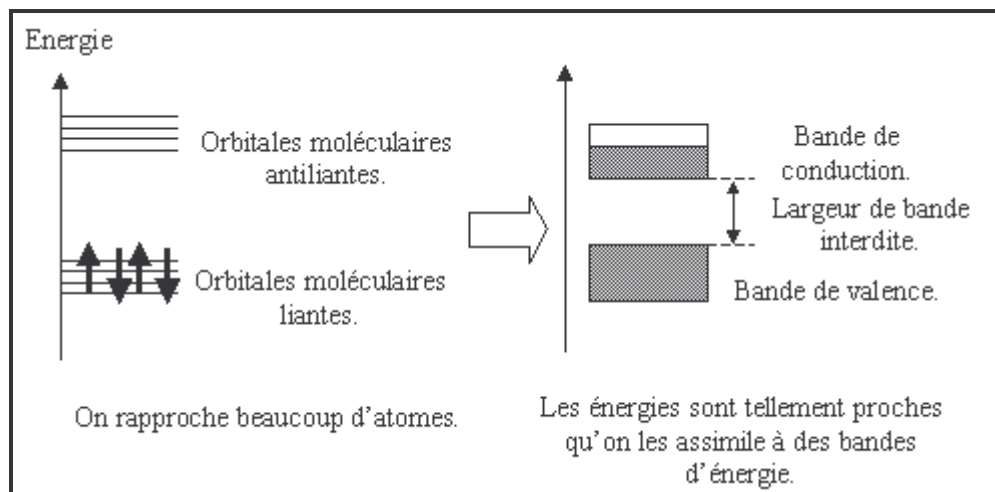 Energie
Orbitales moléculaires
antiliantes.
Orbitales moléculaires
liantes.
On rapproche beaucoup d'atomes.
Bande de
conduction.
Largeur de bande
interdite.
Bande de valence.
Les énergies sont tellement proches
qu'on les assimile à des bandes
d'énergie.